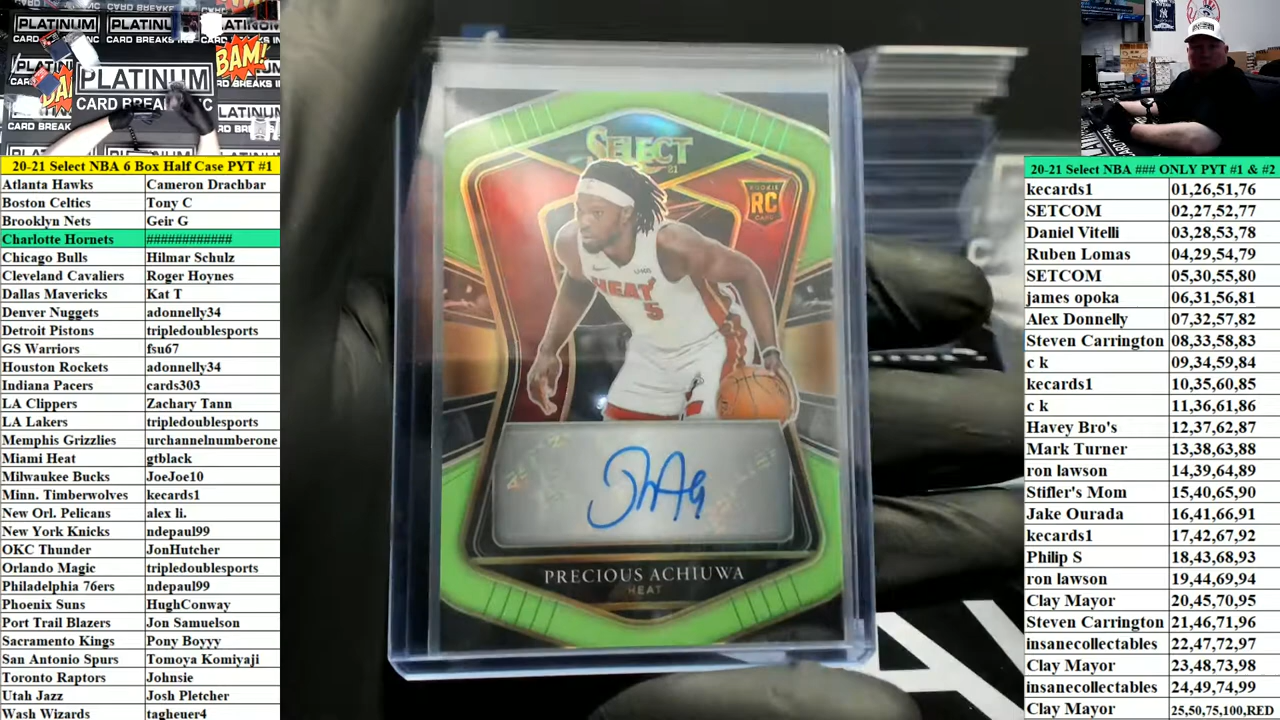 PLATINUM
CARD BREAKS INC
BAM!
20-21 Select NBA 6 Box Half Case PYT #1
Atlanta Hawks Cameron Drachbar
Boston Celtics Tony C
Brooklyn Nets Geir G
Charlotte Hornets ############
Chicago Bulls Hilmar Schulz
Cleveland Cavaliers Roger Hoynes
Dallas Mavericks Kat T
Denver Nuggets adonnelly34
Detroit Pistons tripledoublesports
GS Warriors fsu67
Houston Rockets adonnelly34
Indiana Pacers cards303
LA Clippers Zachary Tann
LA Lakers tripledoublesports
Memphis Grizzlies urchannelnumberone
Miami Heat gtblack
Milwaukee Bucks JoeJoe10
Minn. Timberwolves kecards1
New Orl. Pelicans alex li.
New York Knicks ndepaul99
OKC Thunder JonHutcher
Orlando Magic tripledoublesports
Philadelphia 76ers ndepaul99
Phoenix Suns HughConway
Port Trail Blazers Jon Samuelson
Sacramento Kings Pony Boyyy
San Antonio Spurs Tomoya Komiyaji
Toronto Raptors Johnsie
Utah Jazz Josh Pletcher
Wash Wizards tagheuer4
SELECT
ROOKIE
RC
CARD
HEAT
5
PRECIOUS ACHIUWA
HEAT
20-21 Select NBA ### ONLY PYT #1 & #2
kecards1 01,26,51,76
SETCOM 02,27,52,77
Daniel Vitelli 03,28,53,78
Ruben Lomas 04,29,54,79
SETCOM 05,30,55,80
james opoka 06,31,56,81
Alex Donnelly 07,32,57,82
Steven Carrington 08,33,58,83
c k 09,34,59,84
kecards1 10,35,60,85
c k 11,36,61,86
Havey Bro's 12,37,62,87
Mark Turner 13,38,63,88
ron lawson 14,39,64,89
Stifler's Mom 15,40,65,90
Jake Ourada 16,41,66,91
kecards1 17,42,67,92
Philip S 18,43,68,93
ron lawson 19,44,69,94
Clay Mayor 20,45,70,95
Steven Carrington 21,46,71,96
insanecollectables 22,47,72,97
Clay Mayor 23,48,73,98
insanecollectables 24,49,74,99
Clay Mayor 25,50,75,100,RED